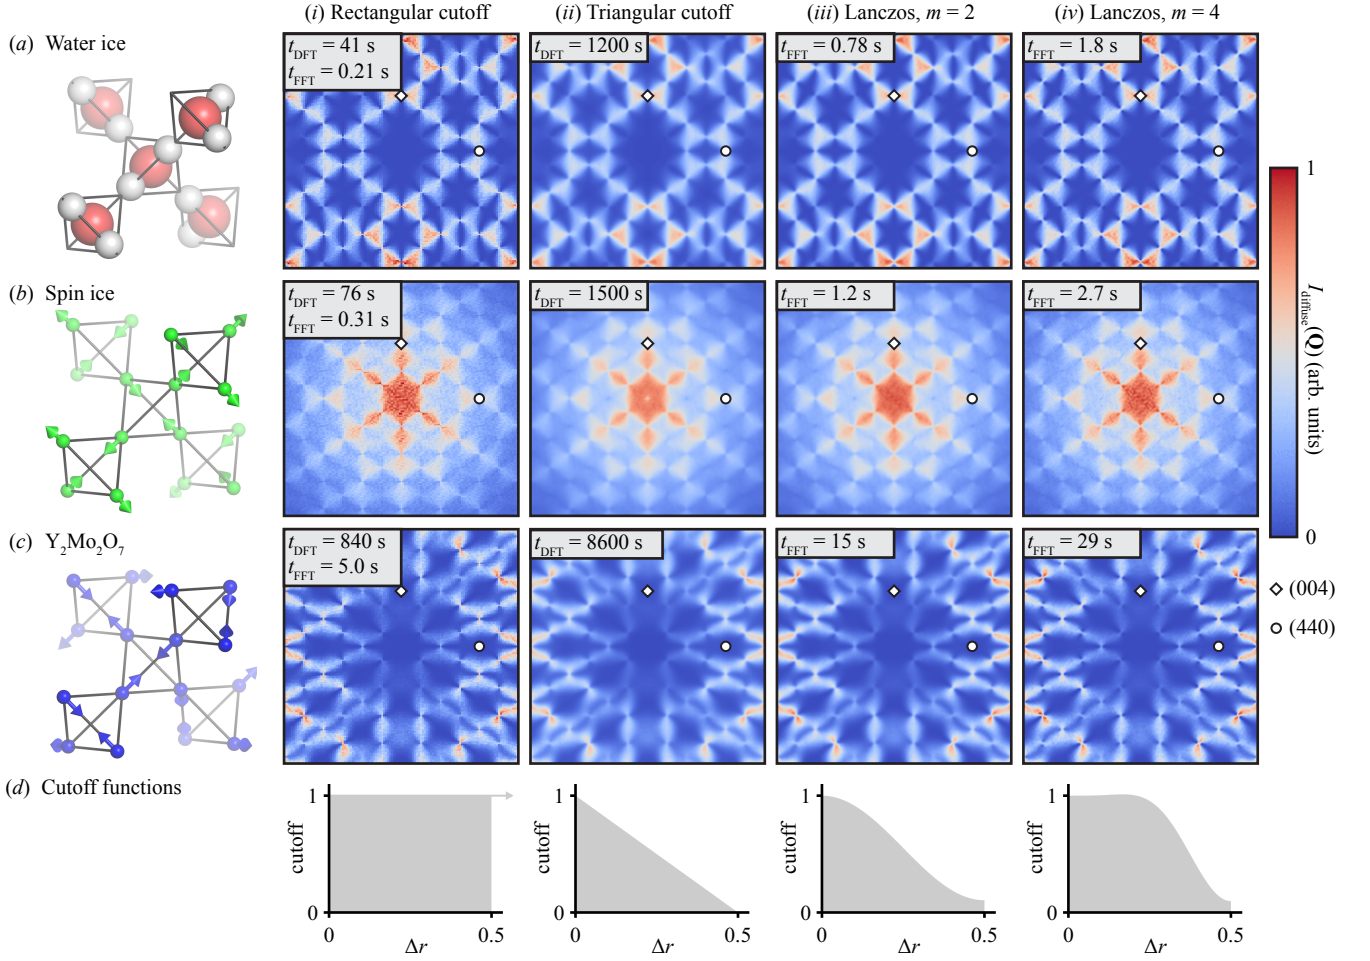 (i) Rectangular cutoff
(ii) Triangular cutoff
(iii) Lanczos, m = 2
(iv) Lanczos, m = 4
(a) Water ice
t_DFT = 41 s
t_FFT = 0.21 s
t_DFT = 1200 s
t_FFT = 0.78 s
t_FFT = 1.8 s
(b) Spin ice
t_DFT = 76 s
t_FFT = 0.31 s
t_DFT = 1500 s
t_FFT = 1.2 s
t_FFT = 2.7 s
(c) Y₂Mo₂O₇
t_DFT = 840 s
t_FFT = 5.0 s
t_DFT = 8600 s
t_FFT = 15 s
t_FFT = 29 s
1
I_diffuse (Q) (arb. units)
0
(004)
(440)
(d) Cutoff functions
1
cutoff
0
0
0.5
Δr
1
cutoff
0
0
0.5
Δr
1
cutoff
0
0
0.5
Δr
1
cutoff
0
0
0.5
Δr